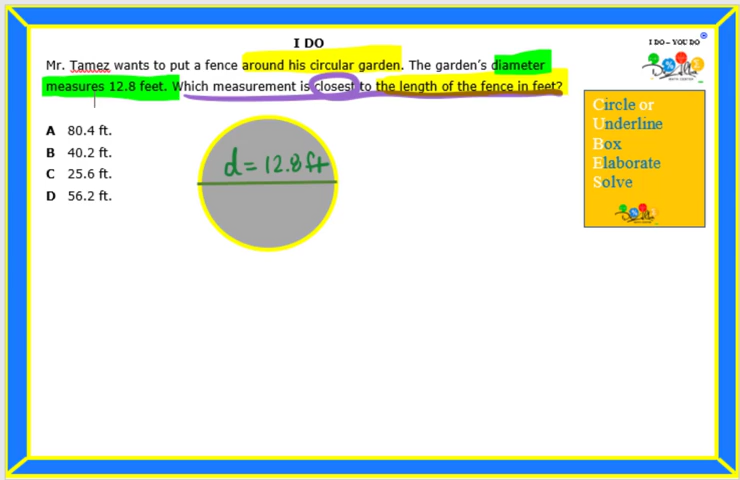 I DO
I DO – YOU DO
Mr. Tamez wants to put a fence around his circular garden. The garden's diameter
measures 12.8 feet. Which measurement is closest to the length of the fence in feet?
A 80.4 ft.
B 40.2 ft.
C 25.6 ft.
D 56.2 ft.
d = 12.8 ft
Circle or
Underline
Box
Elaborate
Solve